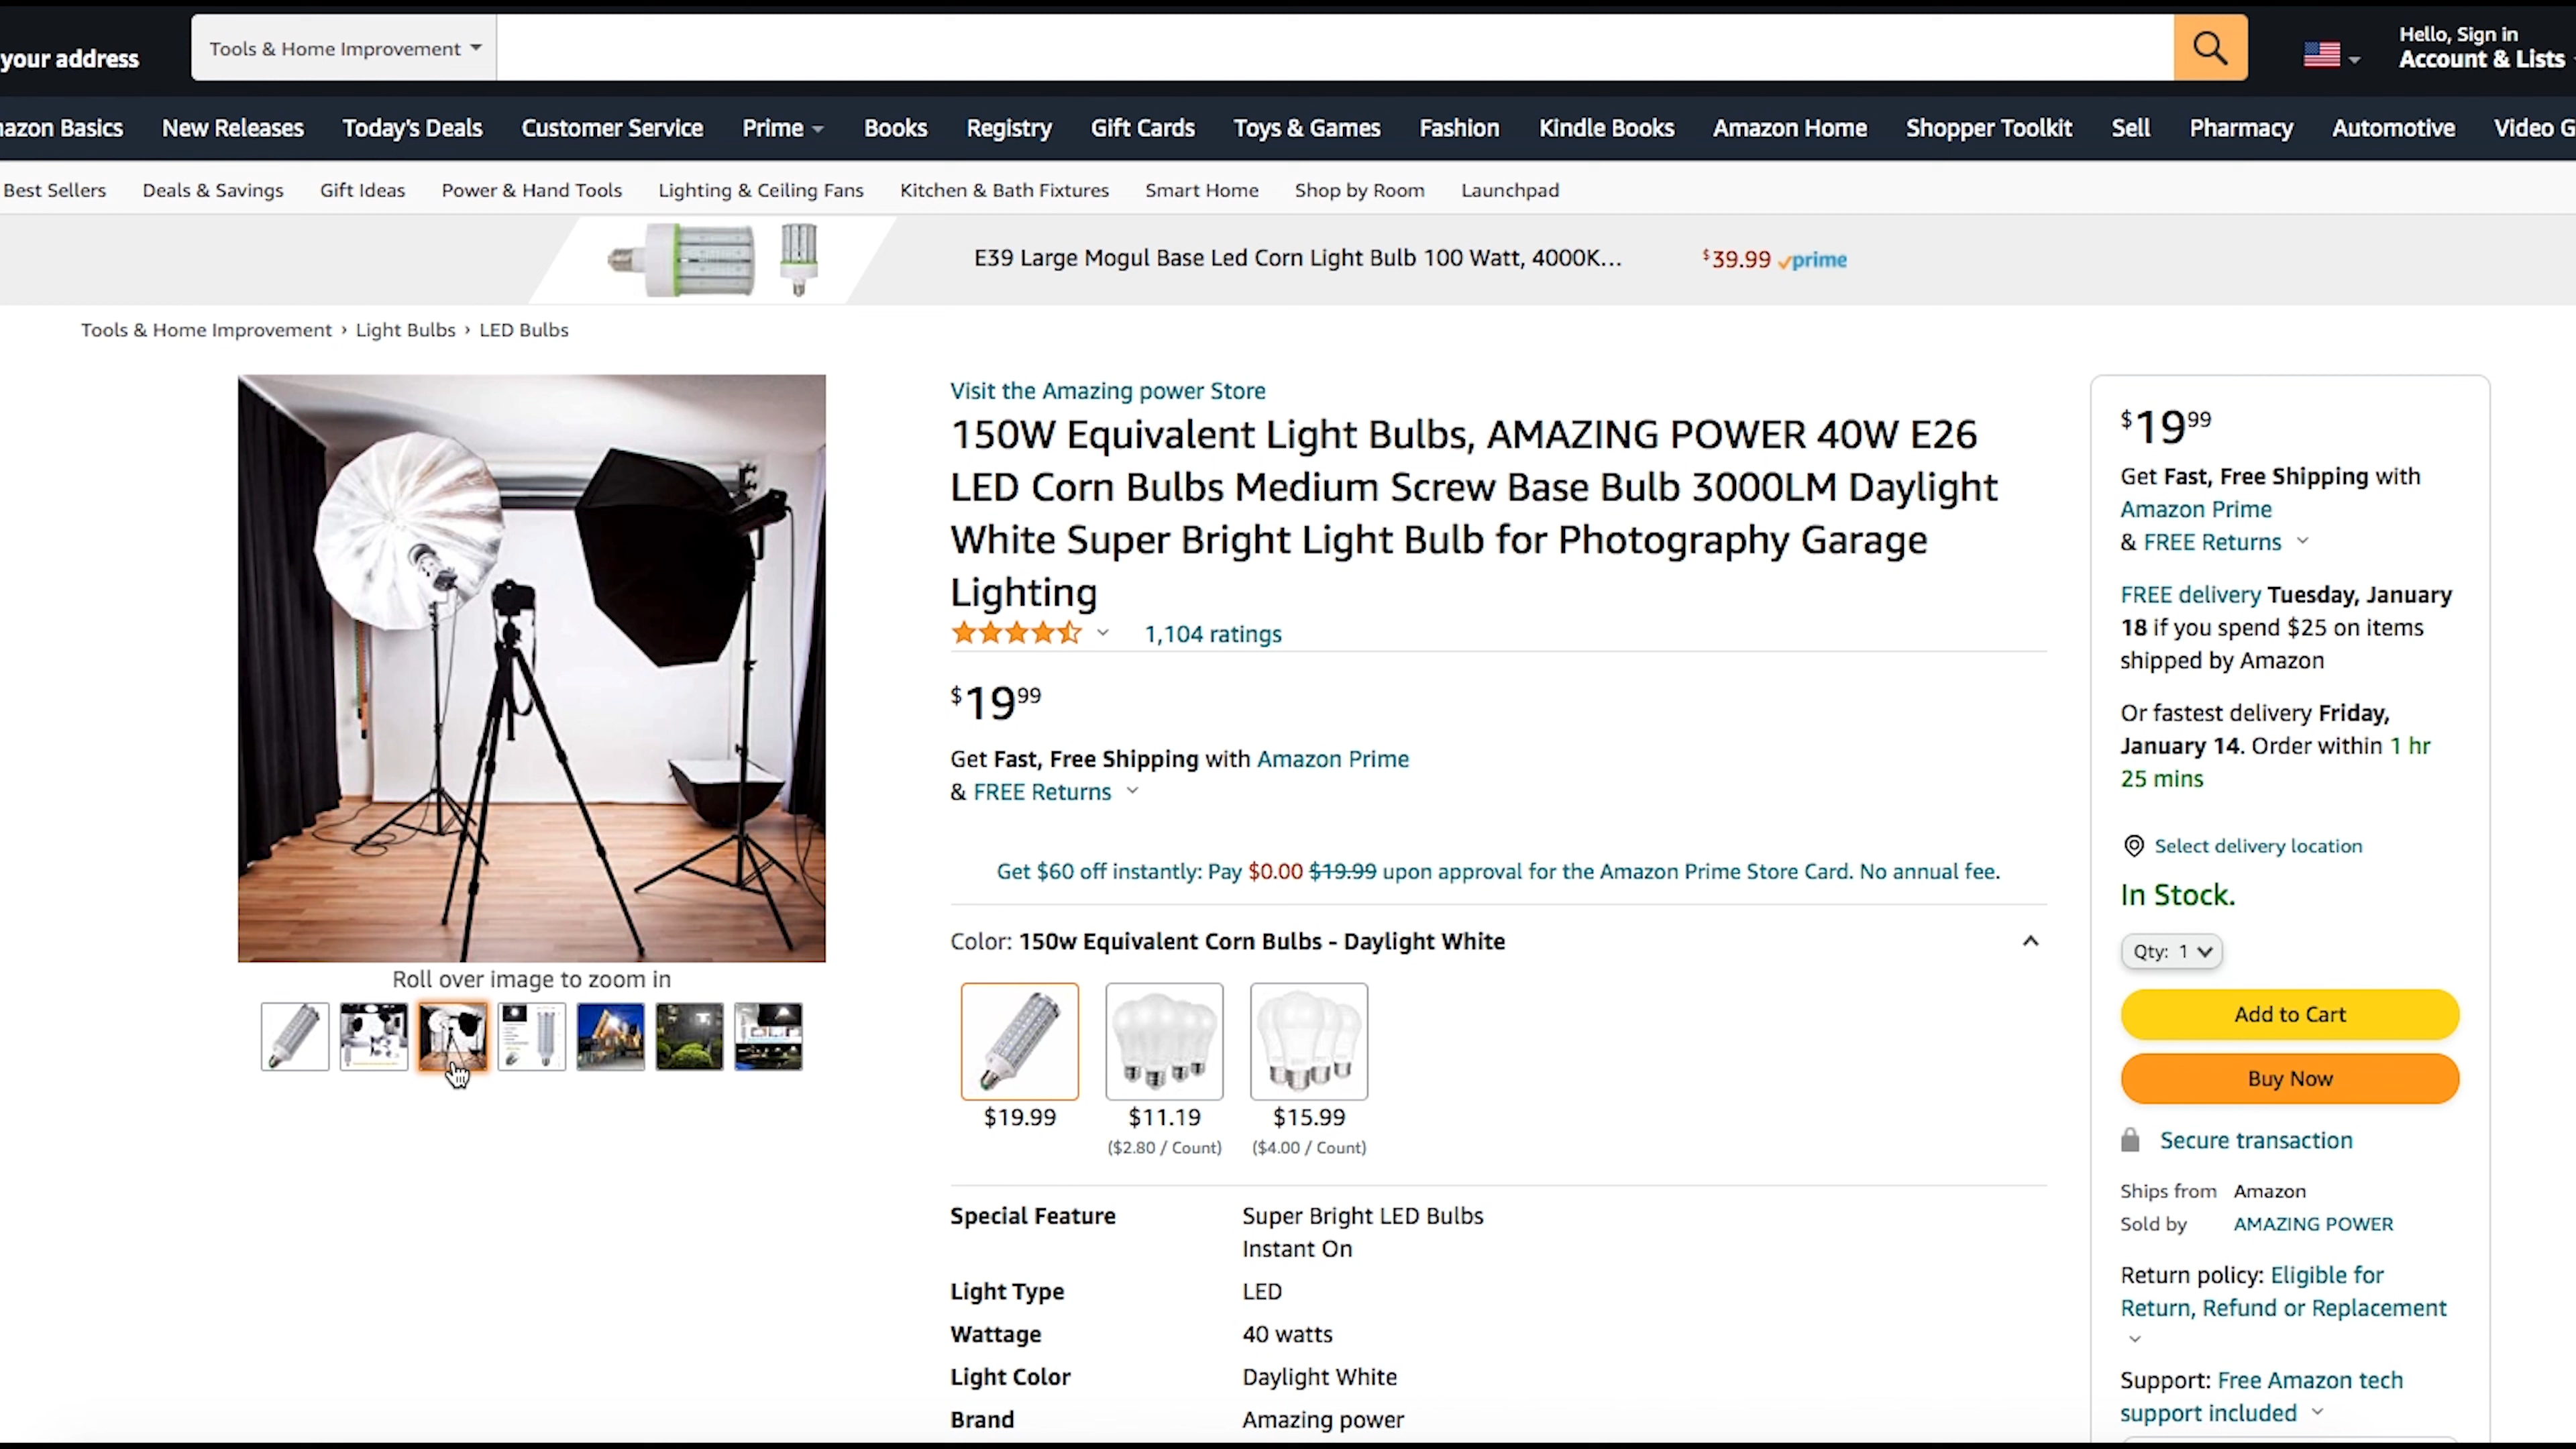 your address
Tools & Home Improvement
Hello, Sign in
Account & Lists
azon Basics New Releases Today's Deals Customer Service Prime Books Registry Gift Cards Toys & Games Fashion Kindle Books Amazon Home Shopper Toolkit Sell Pharmacy Automotive Video G
Best Sellers Deals & Savings Gift Ideas Power & Hand Tools Lighting & Ceiling Fans Kitchen & Bath Fixtures Smart Home Shop by Room Launchpad
E39 Large Mogul Base Led Corn Light Bulb 100 Watt, 4000K... $39.99 prime
Tools & Home Improvement › Light Bulbs › LED Bulbs
Roll over image to zoom in
Visit the Amazing power Store
150W Equivalent Light Bulbs, AMAZING POWER 40W E26
LED Corn Bulbs Medium Screw Base Bulb 3000LM Daylight
White Super Bright Light Bulb for Photography Garage
Lighting
1,104 ratings
$19.99
Get Fast, Free Shipping with Amazon Prime
& FREE Returns
Get $60 off instantly: Pay $0.00 $19.99 upon approval for the Amazon Prime Store Card. No annual fee.
Color: 150w Equivalent Corn Bulbs - Daylight White
$19.99 $11.19 $15.99
($2.80 / Count) ($4.00 / Count)
Special Feature Super Bright LED Bulbs
Instant On
Light Type LED
Wattage 40 watts
Light Color Daylight White
Brand Amazing power
$19.99
Get Fast, Free Shipping with
Amazon Prime
& FREE Returns
FREE delivery Tuesday, January
18 if you spend $25 on items
shipped by Amazon
Or fastest delivery Friday,
January 14. Order within 1 hr
25 mins
Select delivery location
In Stock.
Qty: 1
Add to Cart
Buy Now
Secure transaction
Ships from Amazon
Sold by AMAZING POWER
Return policy: Eligible for
Return, Refund or Replacement
Support: Free Amazon tech
support included